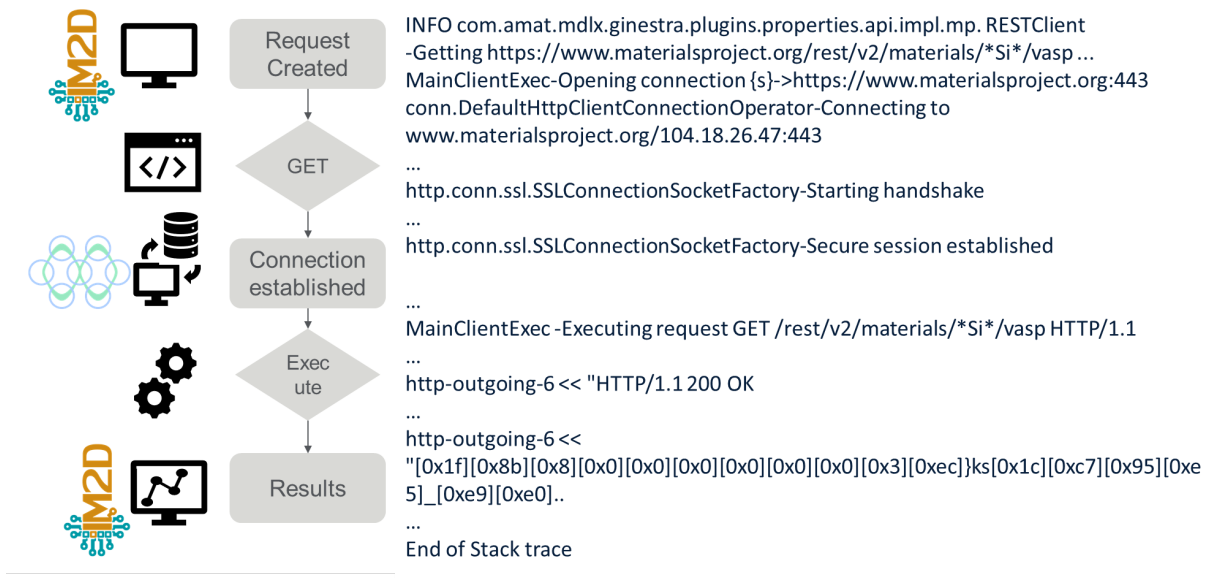 IM2D
Request
Created
GET
</>
Connection
established
Exec
ute
IM2D
Results
INFO com.amat.mdlx.ginestra.plugins.properties.api.impl.mp. RESTClient
-Getting https://www.materialsproject.org/rest/v2/materials/*Si*/vasp ...
MainClientExec-Opening connection {s}->https://www.materialsproject.org:443
conn.DefaultHttpClientConnectionOperator-Connecting to
www.materialsproject.org/104.18.26.47:443
...
http.conn.ssl.SSLConnectionSocketFactory-Starting handshake
...
http.conn.ssl.SSLConnectionSocketFactory-Secure session established
...
MainClientExec -Executing request GET /rest/v2/materials/*Si*/vasp HTTP/1.1
...
http-outgoing-6 << "HTTP/1.1 200 OK
...
http-outgoing-6 <<
"[0x1f][0x8b][0x8][0x0][0x0][0x0][0x0][0x0][0x0][0x3][0xec]}ks[0x1c][0xc7][0x95][0xe
5]_[0xe9][0xe0]..
...
End of Stack trace